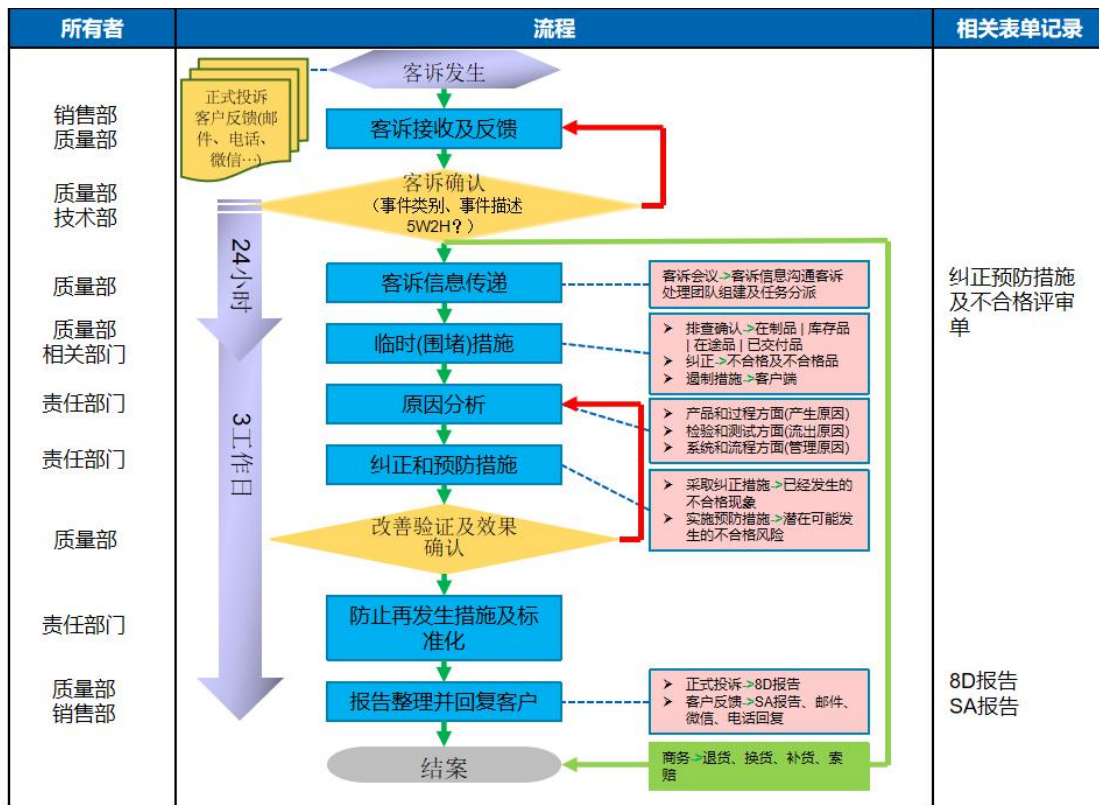 所有者
流程
相关表单记录
客诉发生
正式投诉
客户反馈(邮
件、电话、
微信…)
销售部
质量部
客诉接收及反馈
质量部
技术部
客诉确认
(事件类别、事件描述
5W2H？)
24小时
质量部
客诉信息传递
客诉会议->客诉信息沟通客诉
处理团队组建及任务分派
纠正预防措施
及不合格评审
单
质量部
相关部门
临时(围堵)措施
➤ 排查确认->在制品 | 库存品
| 在途品 | 已交付品
➤ 纠正->不合格及不合格品
➤ 遏制措施->客户端
责任部门
原因分析
➤ 产品和过程方面(产生原因)
➤ 检验和测试方面(流出原因)
➤ 系统和流程方面(管理原因)
3工作日
责任部门
纠正和预防措施
➤ 采取纠正措施->已经发生的
不合格现象
➤ 实施预防措施->潜在可能发
生的不合格风险
质量部
改善验证及效果
确认
责任部门
防止再发生措施及标
准化
质量部
销售部
报告整理并回复客户
➤ 正式投诉->8D报告
➤ 客户反馈->SA报告、邮件、
微信、电话回复
8D报告
SA报告
结案
商务->退货、换货、补货、索
赔